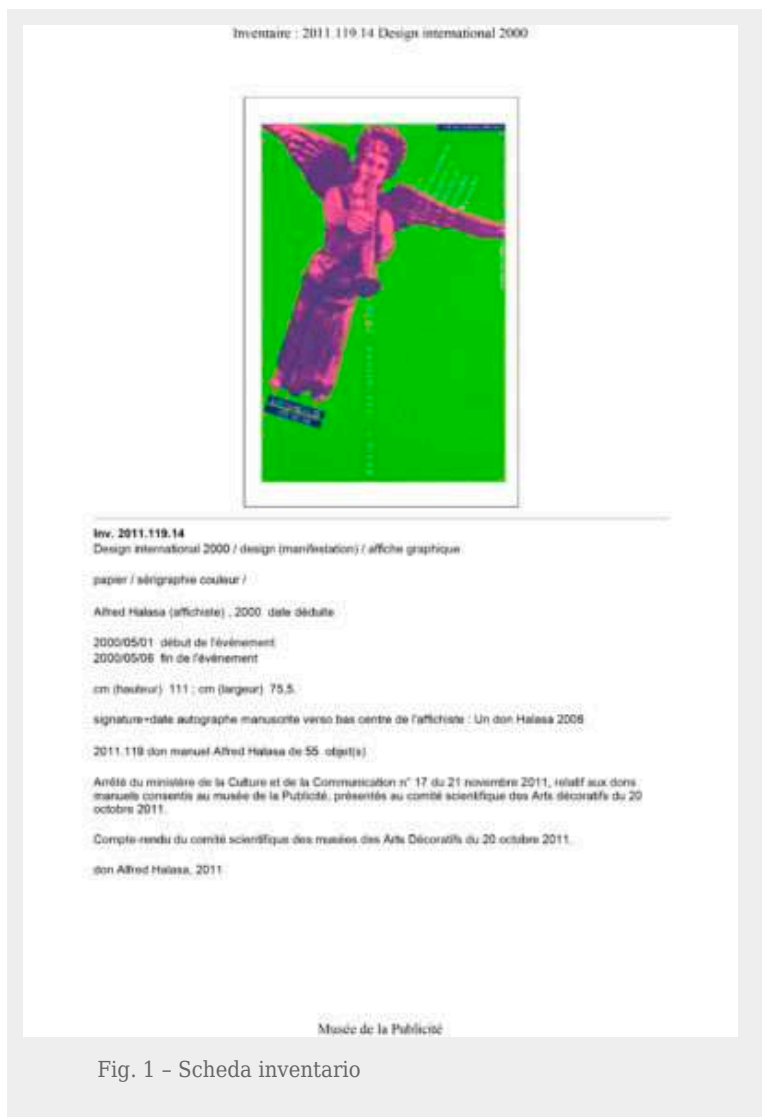 Inventaire : 2011.119.14 Design international 2000
Inv. 2011.119.14
Design international 2000 / design (manifestation) / affiche graphique
papier / sérigraphie couleur /
Alfred Halasa (affichiste) , 2000 date déduite
2000/05/01 début de l'événement
2000/05/06 fin de l'événement
cm (hauteur) 111 ; cm (largeur) 75,5.
signature+date autographe manuscrite verso bas centre de l'affichiste : Un don Halasa 2006
2011.119 don manuel Alfred Halasa de 55 objet(s)
Arrêté du ministère de la Culture et de la Communication n° 17 du 21 novembre 2011, relatif aux dons
manuels consentis au musée de la Publicité, présentés au comité scientifique des Arts décoratifs du 20
octobre 2011.
Compte-rendu du comité scientifique des musées des Arts Décoratifs du 20 octobre 2011.
don Alfred Halasa, 2011
Musée de la Publicité
Fig. 1 – Scheda inventario